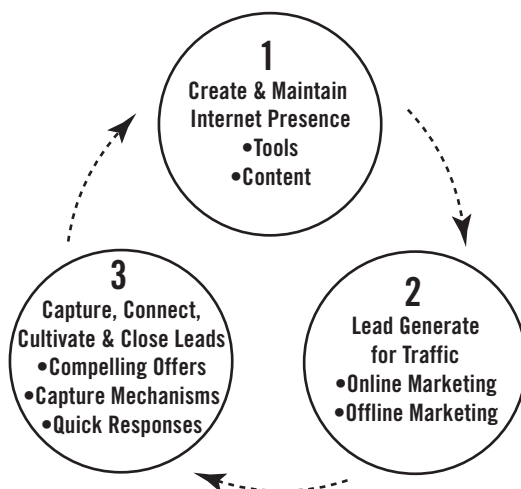 1
Create & Maintain
Internet Presence
•Tools
•Content
2
Lead Generate
for Traffic
•Online Marketing
•Offline Marketing
3
Capture, Connect,
Cultivate & Close Leads
•Compelling Offers
•Capture Mechanisms
•Quick Responses